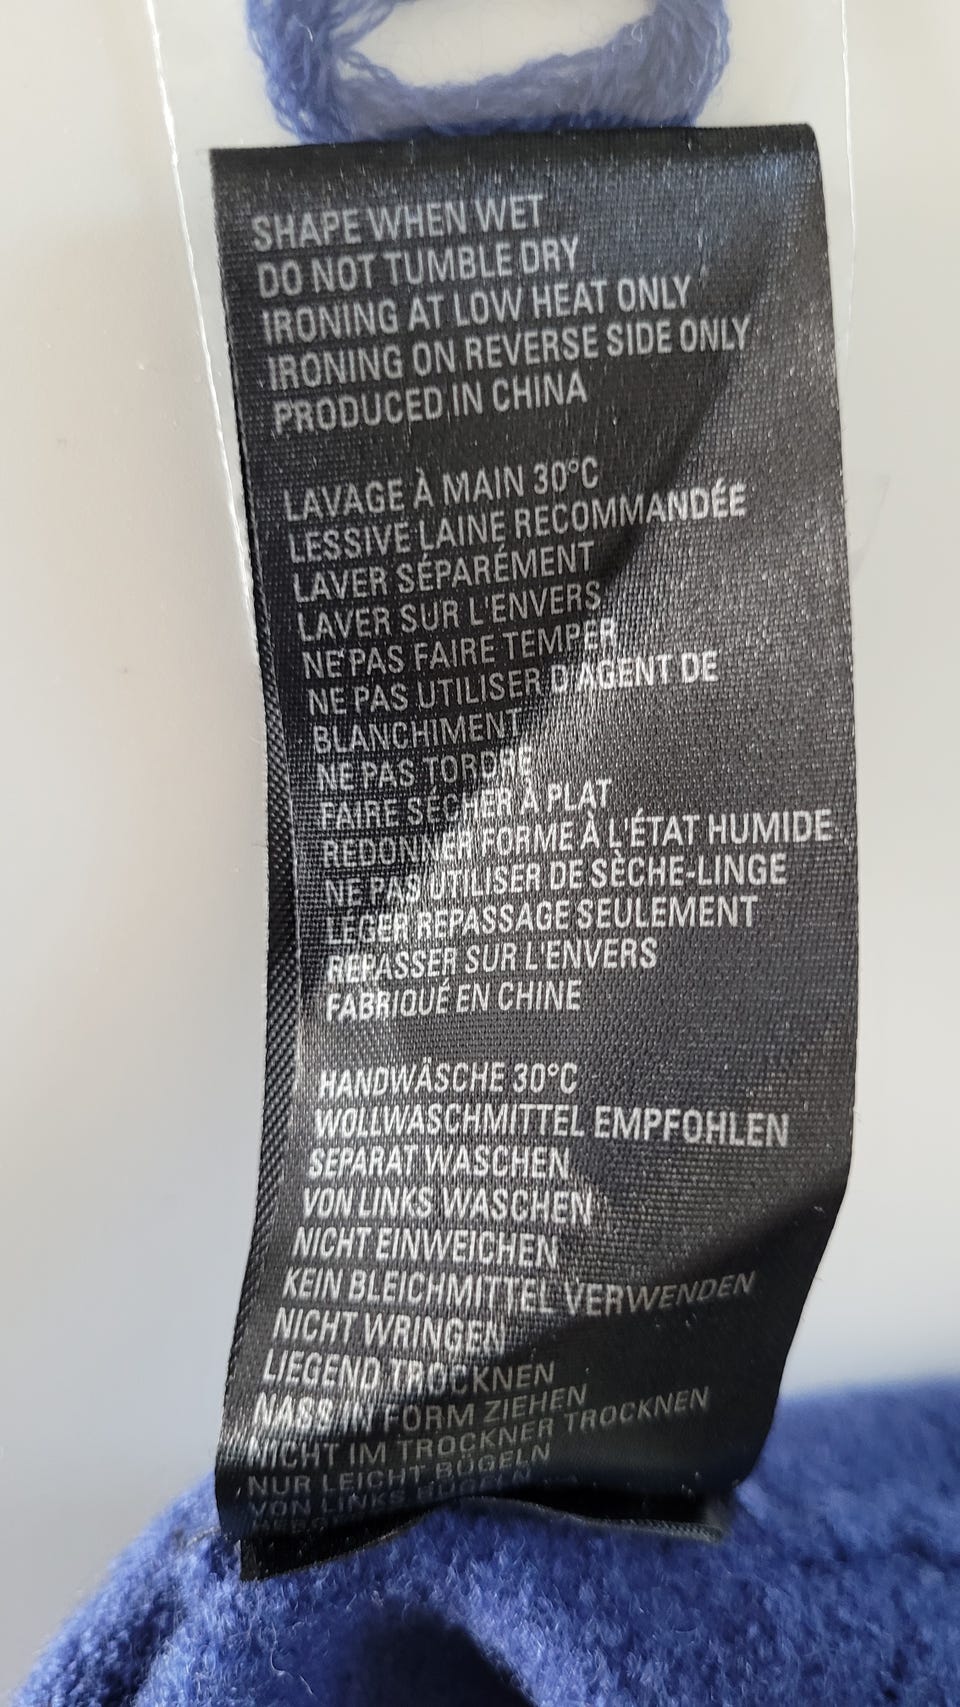 SHAPE WHEN WET
DO NOT TUMBLE DRY
IRONING AT LOW HEAT ONLY
IRONING ON REVERSE SIDE ONLY
PRODUCED IN CHINA
LAVAGE À MAIN 30°C
LESSIVE LAINE RECOMMANDÉE
LAVER SÉPARÉMENT
LAVER SUR L'ENVERS
NE PAS FAIRE TEMPER
NE PAS UTILISER D'AGENT DE
BLANCHIMENT
NE PAS TORDRE
FAIRE SÉCHER À PLAT
REDONNER FORME À L'ÉTAT HUMIDE
NE PAS UTILISER DE SÈCHE-LINGE
LÉGER REPASSAGE SEULEMENT
REPASSER SUR L'ENVERS
FABRIQUÉ EN CHINE
HANDWÄSCHE 30°C
WOLLWASCHMITTEL EMPFOHLEN
SEPARAT WASCHEN
VON LINKS WASCHEN
NICHT EINWEICHEN
KEIN BLEICHMITTEL VERWENDEN
NICHT WRINGEN
LIEGEND TROCKNEN
NASS IN FORM ZIEHEN
NICHT IM TROCKNER TROCKNEN
NUR LEICHT BÜGELN
VON LINKS BÜGELN